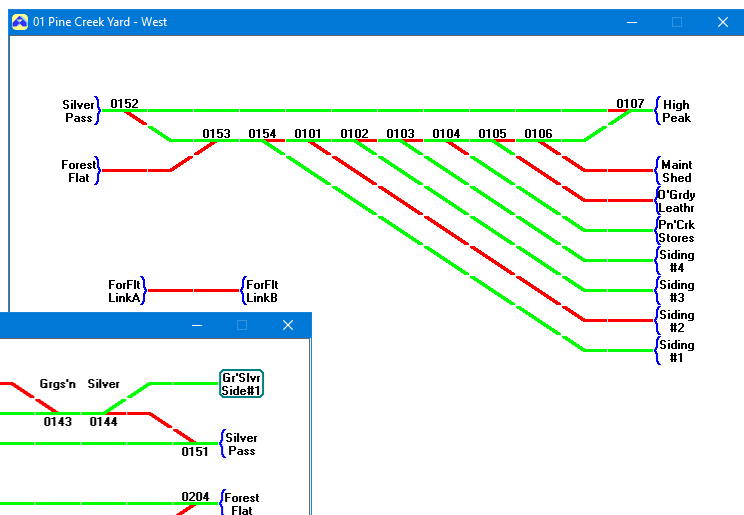 01 Pine Creek Yard - West
Silver
Pass
0152
0107
High
Peak
0153
0154
0101
0102
0103
0104
0105
0106
Forest
Flat
Maint
Shed
O'Grdy
Leathr
Pn'Crk
Stores
Siding
#4
ForFlt
LinkA
ForFlt
LinkB
Siding
#3
Siding
#2
Siding
#1
Grgs'n
Silver
Gr'Slvr
Side#1
0143
0144
Silver
Pass
0151
0204
Forest
Flat